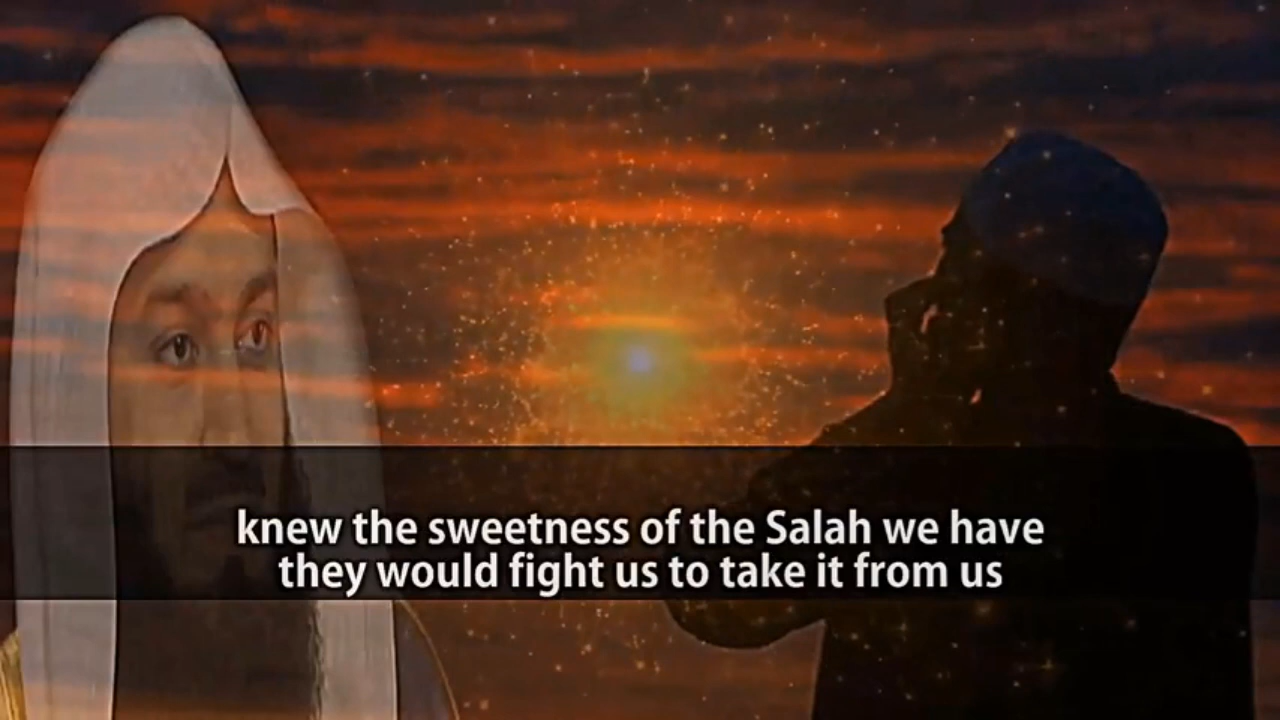 knew the sweetness of the Salah we have
they would fight us to take it from us